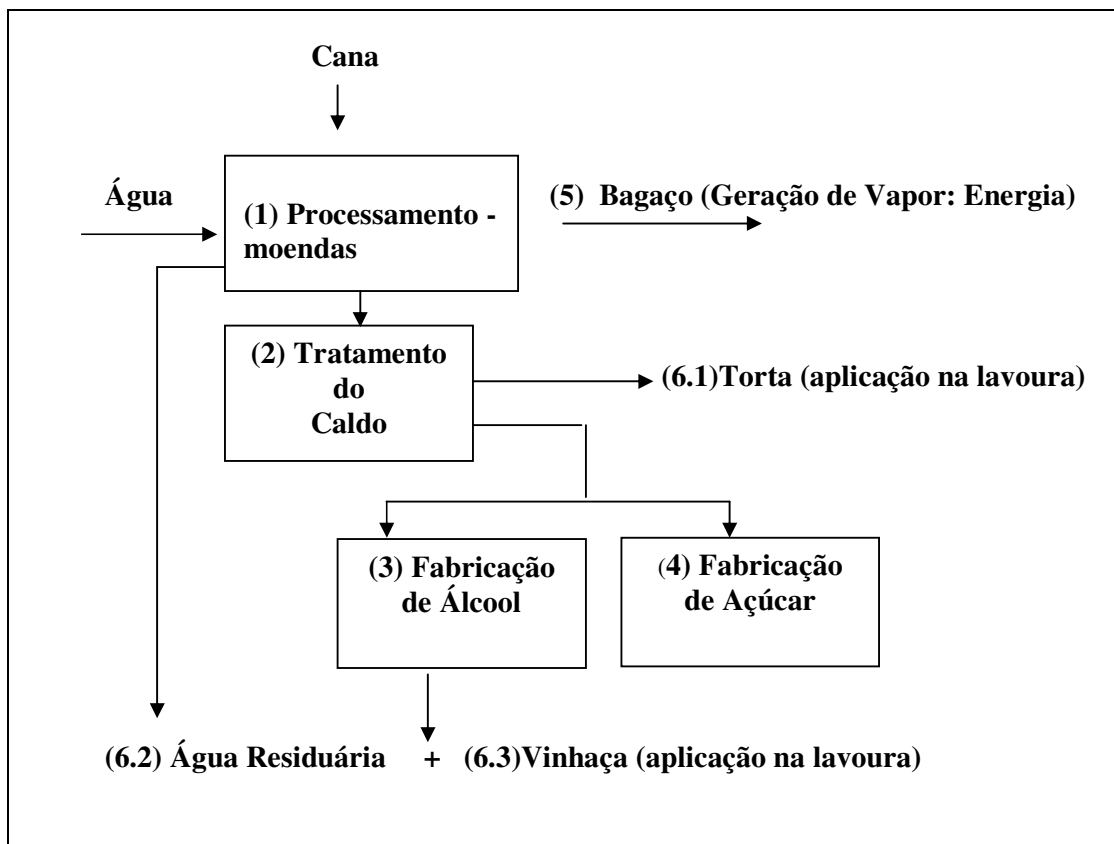 Cana
Água
(1) Processamento -
moendas
(5) Bagaço (Geração de Vapor: Energia)
(2) Tratamento
do
Caldo
(6.1)Torta (aplicação na lavoura)
(3) Fabricação
de Álcool
(4) Fabricação
de Açúcar
(6.2) Água Residuária + (6.3)Vinhaça (aplicação na lavoura)